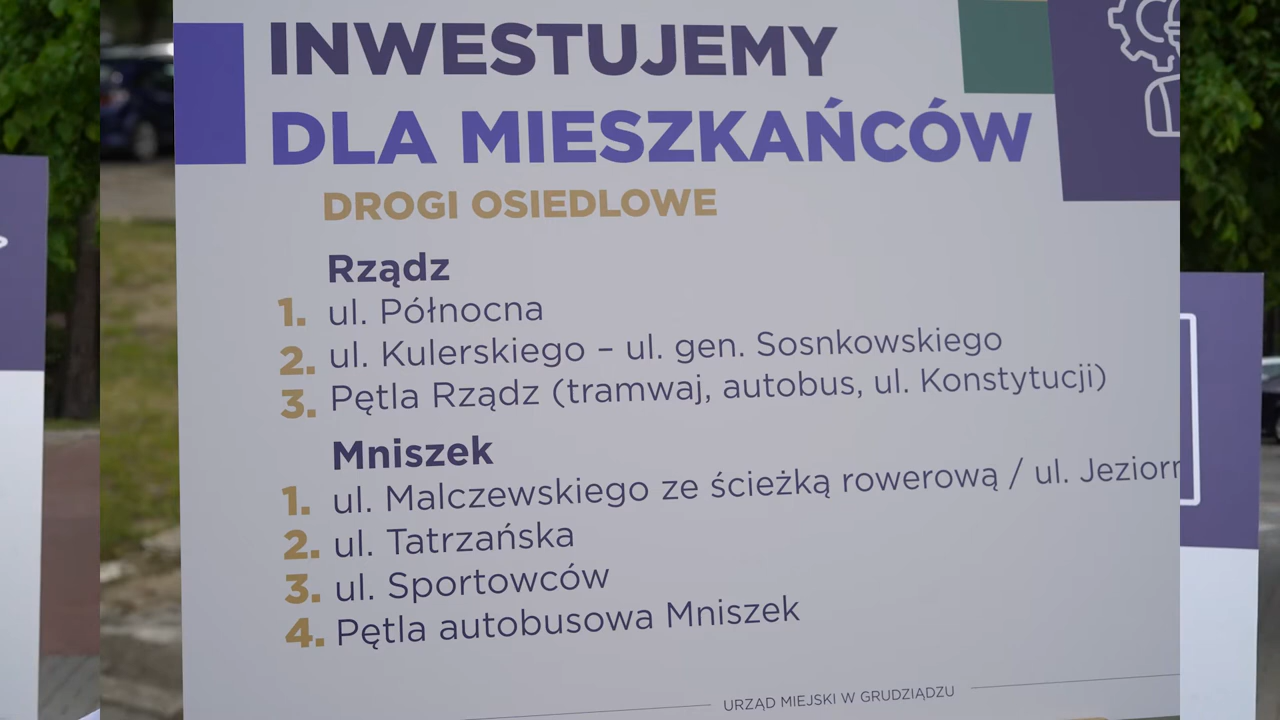 INWESTUJEMY
DLA MIESZKAŃCÓW
DROGI OSIEDLOWE
Rządz
1. ul. Północna
2. ul. Kulerskiego – ul. gen. Sosnkowskiego
3. Pętla Rządz (tramwaj, autobus, ul. Konstytucji)
Mniszek
1. ul. Malczewskiego ze ścieżką rowerową / ul.
2. ul. Tatrzańska
3. ul. Sportowców
4. Pętla autobusowa Mniszek
URZĄD MIEJSKI W GRUDZIĄDZU